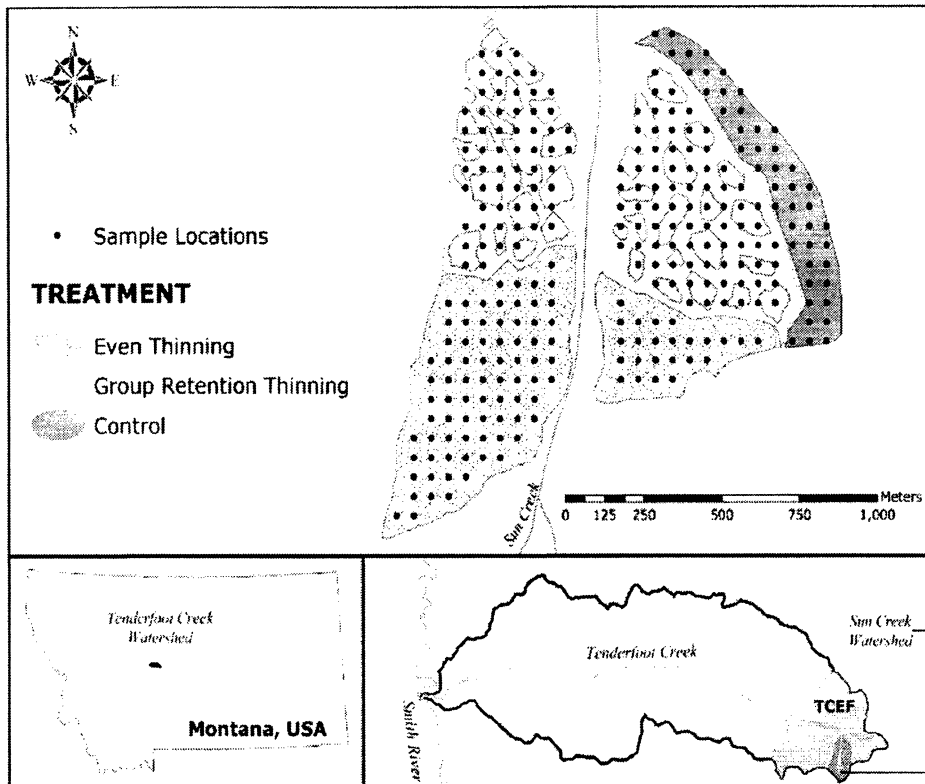 N
W E
S
• Sample Locations
TREATMENT
Even Thinning
Group Retention Thinning
Control
Sun Creek
Meters
0 125 250 500 750 1,000
Tenderfoot Creek
Watershed
Montana, USA
Tenderfoot Creek
Smith River
Sun Creek
Watershed
TCEF